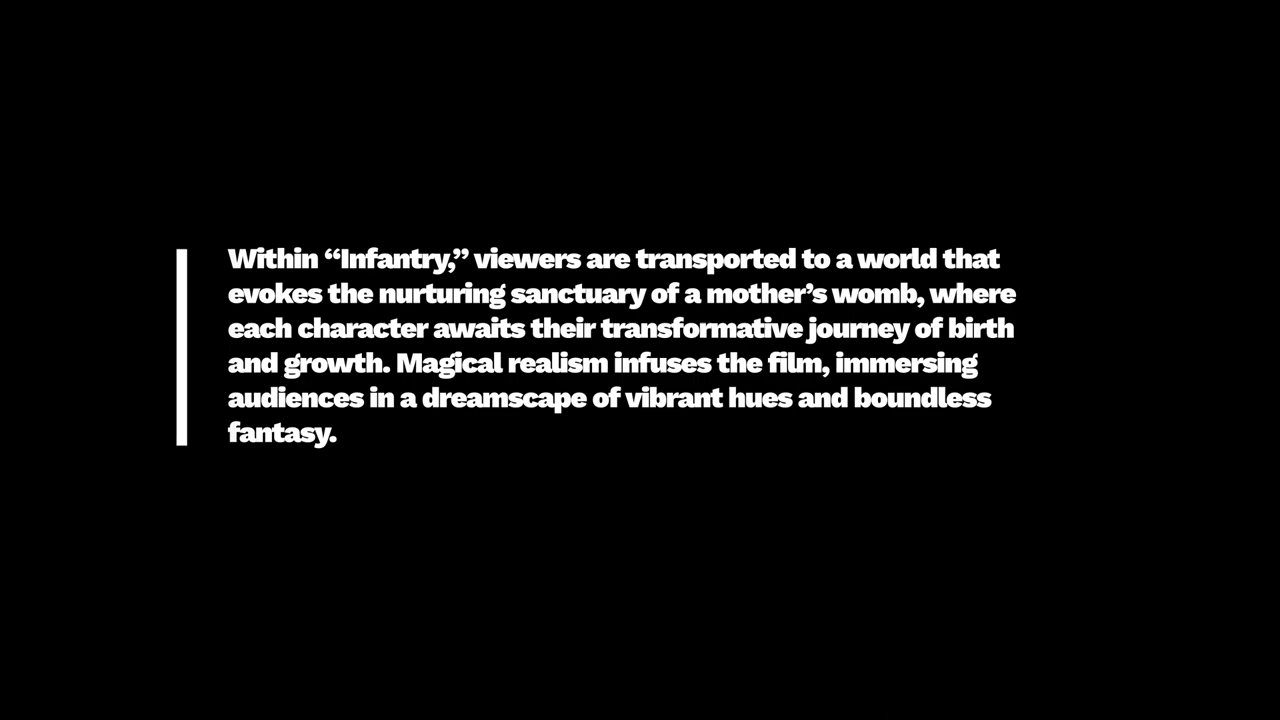 Within “Infantry,” viewers are transported to a world that
evokes the nurturing sanctuary of a mother’s womb, where
each character awaits their transformative journey of birth
and growth. Magical realism infuses the film, immersing
audiences in a dreamscape of vibrant hues and boundless
fantasy.